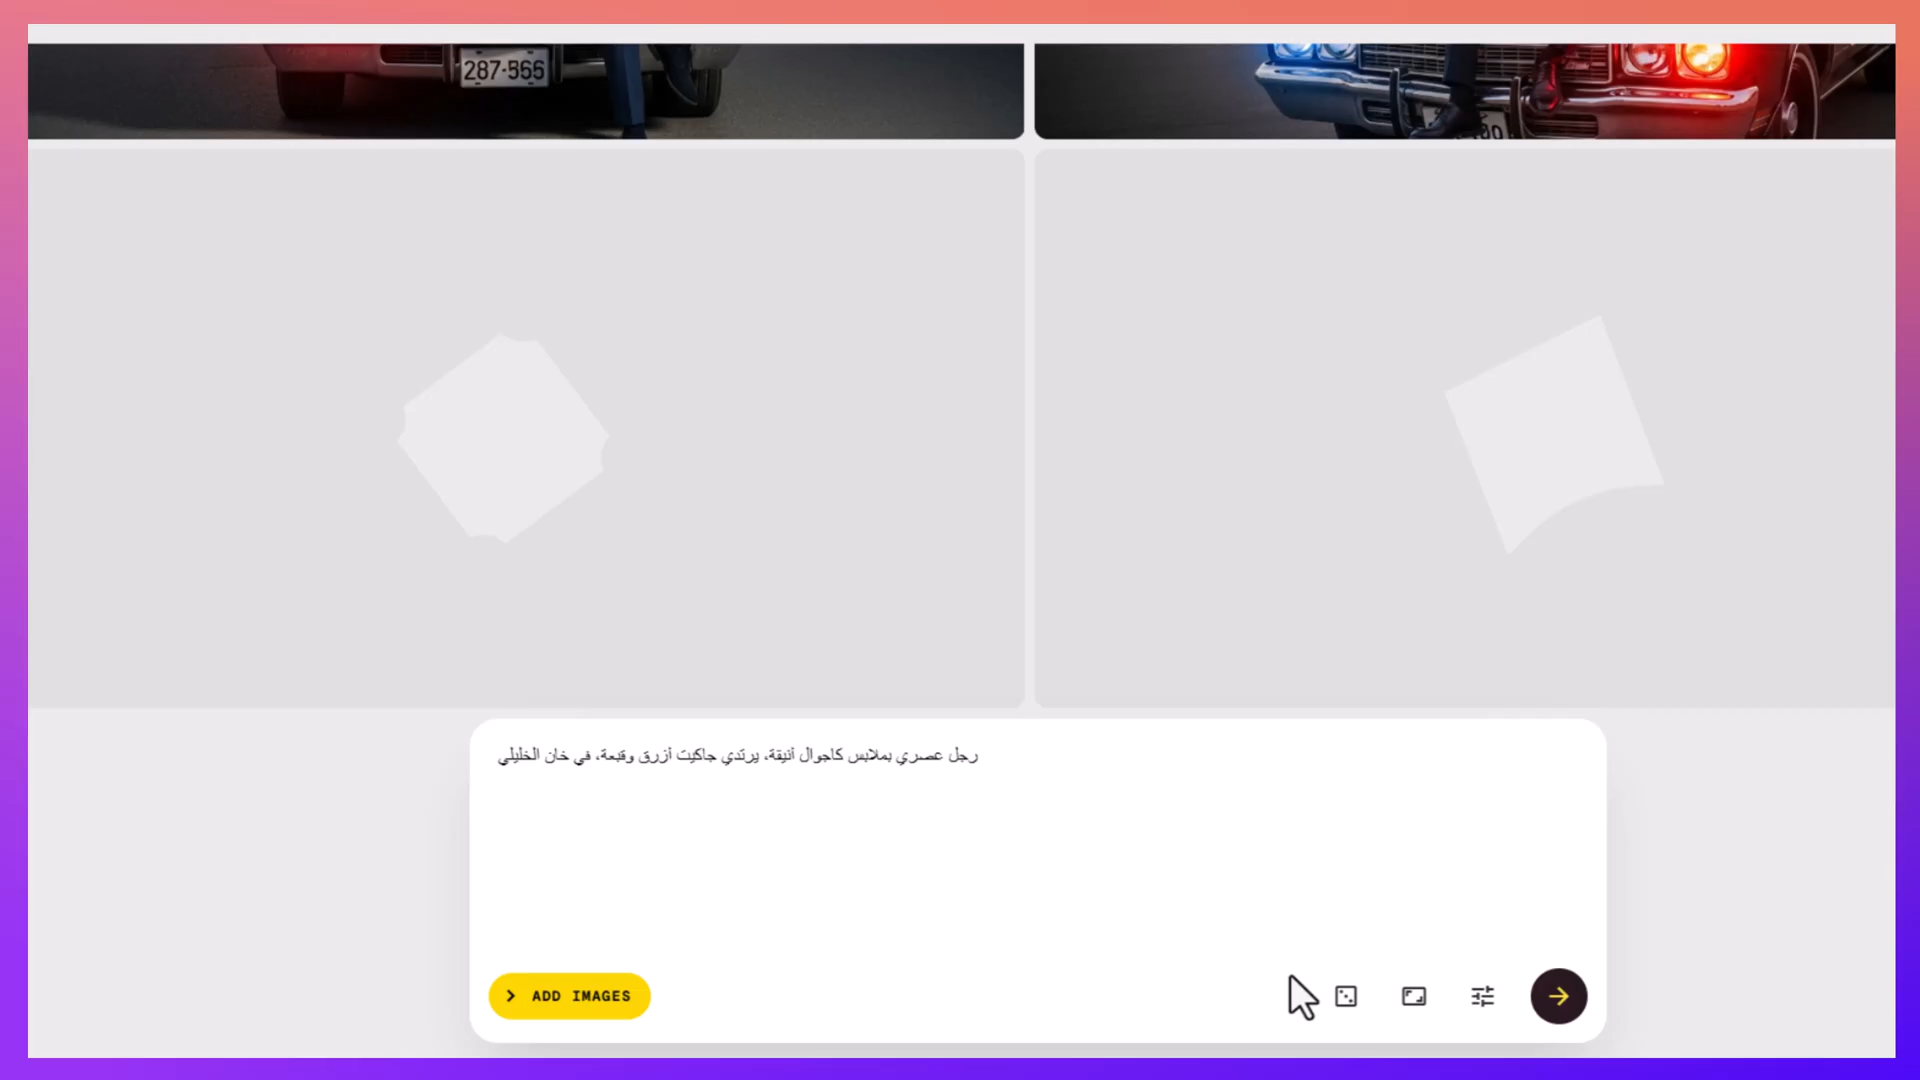 287-566
رجل عصري بملابس كاجوال أنيقة، يرتدي جاكيت أزرق وقبعة، في خان الخليلي
ADD IMAGES